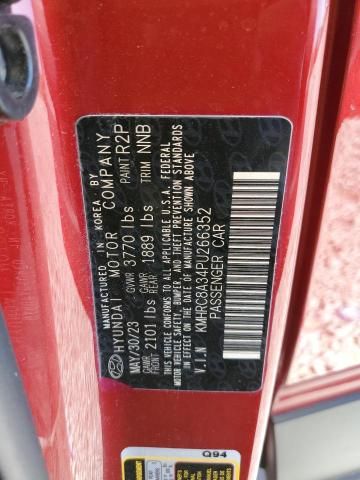 MANUFACTURED IN KOREA BY
HYUNDAI MOTOR COMPANY
MAY/30/23 GVWR 3770 lbs PAINT R2P
GAWR FRONT 2101 lbs GAWR REAR 1889 lbs TRIM NNB
THIS VEHICLE CONFORMS TO ALL APPLICABLE U.S.A. FEDERAL
MOTOR VEHICLE SAFETY, BUMPER, AND THEFT PREVENTION
STANDARDS IN EFFECT ON THE DATE OF MANUFACTURE
SHOWN ABOVE.
V.I.N KMHRC8A34PU266352
PASSENGER CAR
Q94